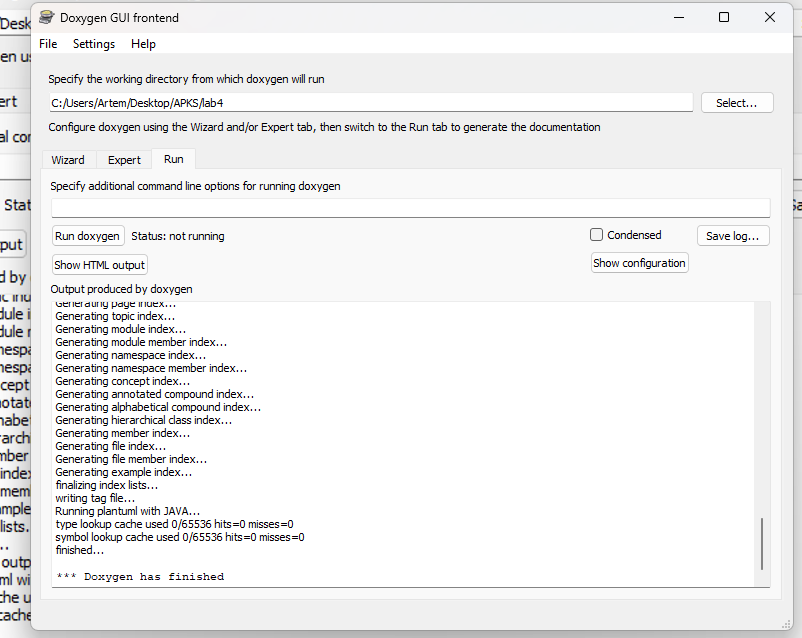 Doxygen GUI frontend
File Settings Help
Specify the working directory from which doxygen will run
C:/Users/Artem/Desktop/APKS/lab4
Select...
Configure doxygen using the Wizard and/or Expert tab, then switch to the Run tab to generate the documentation
Wizard Expert Run
Specify additional command line options for running doxygen
Run doxygen Status: not running Condensed Save log...
Show HTML output Show configuration
Output produced by doxygen
Generating page index...
Generating topic index...
Generating module index...
Generating module member index...
Generating namespace index...
Generating namespace member index...
Generating concept index...
Generating annotated compound index...
Generating alphabetical compound index...
Generating hierarchical class index...
Generating member index...
Generating file index...
Generating file member index...
Generating example index...
finalizing index lists...
writing tag file...
Running plantuml with JAVA...
type lookup cache used 0/65536 hits=0 misses=0
symbol lookup cache used 0/65536 hits=0 misses=0
finished...
*** Doxygen has finished